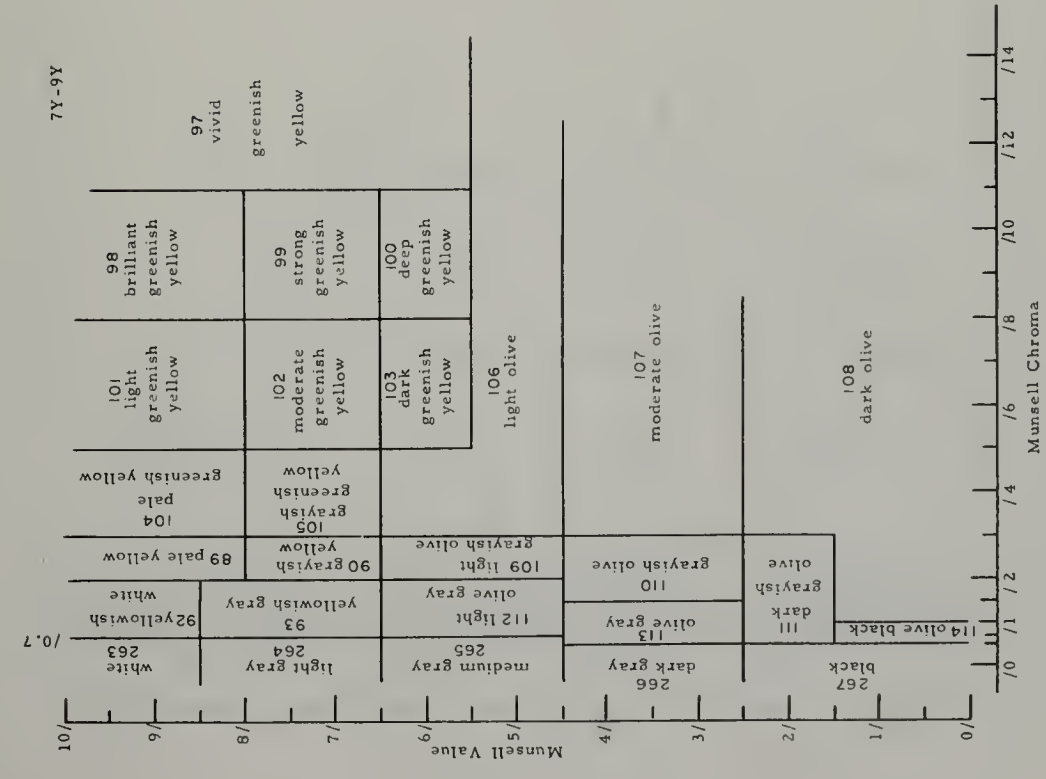 7Y-9Y
97
vivid
greenish
yellow
98
brilliant
greenish
yellow
99
strong
greenish
yellow
100
deep
greenish
yellow
101
light
greenish
yellow
102
moderate
greenish
yellow
103
dark
greenish
yellow
106
light olive
107
moderate olive
108
dark olive
104
pale
greenish yellow
105
grayish
greenish
yellow
89 pale yellow
90 grayish
yellow
109 light
grayish olive
110
grayish olive
111
dark
grayish
olive
92 yellowish
white
93
yellowish gray
112 light
olive gray
113
olive gray
114 olive black
/0.7
263
white
264
light gray
265
medium gray
266
dark gray
267
black
10/
9/
8/
7/
6/
5/
4/
3/
2/
1/
0/
Munsell Value
/0
/1
/2
/4
/6
/8
/10
/12
/14
Munsell Chroma